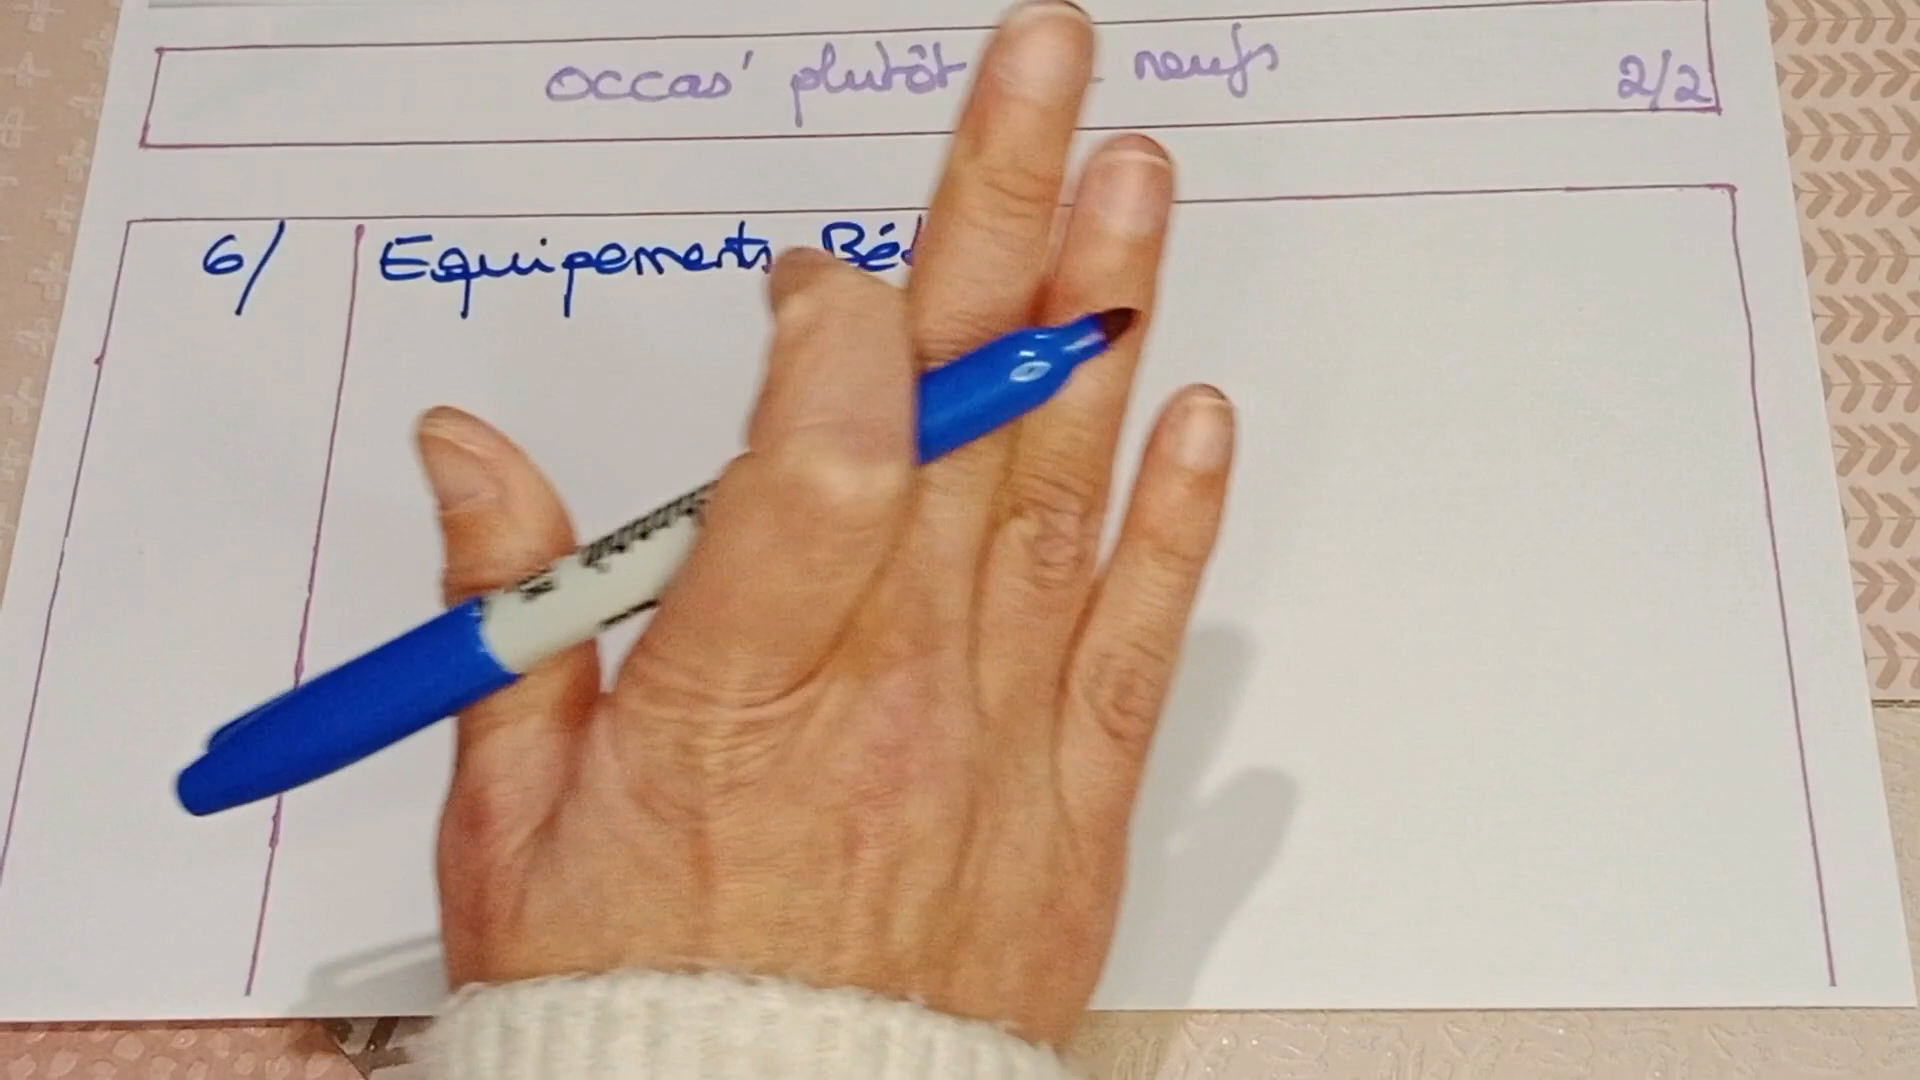 occas' plutôt neufs 2/2
6/ Equipements